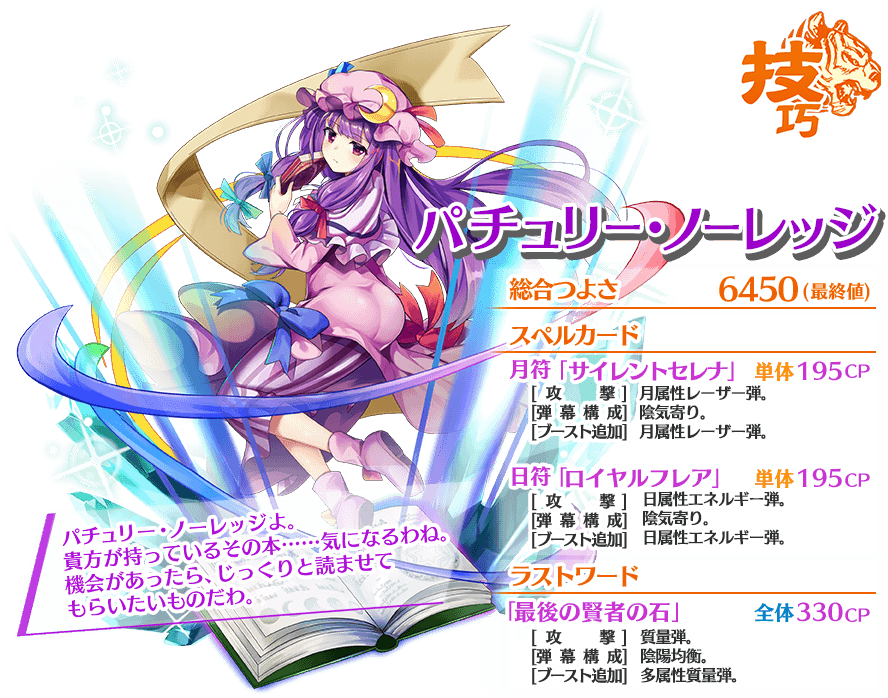 技巧
パチュリー・ノーレッジ
総合つよさ 6450(最終値)
スペルカード
月符「サイレントセレナ」 単体195CP
[攻撃] 月属性レーザー弾。
[弾幕構成] 陰気寄り。
[ブースト追加] 月属性レーザー弾。
日符「ロイヤルフレア」 単体195CP
[攻撃] 日属性エネルギー弾。
[弾幕構成] 陰気寄り。
[ブースト追加] 日属性エネルギー弾。
ラストワード
「最後の賢者の石」 全体330CP
[攻撃] 質量弾。
[弾幕構成] 陰陽均衡。
[ブースト追加] 多属性質量弾。
パチュリー・ノーレッジよ。
貴方が持っているその本……気になるわね。
機会があったら、じっくりと読ませて
もらいたいものだわ。